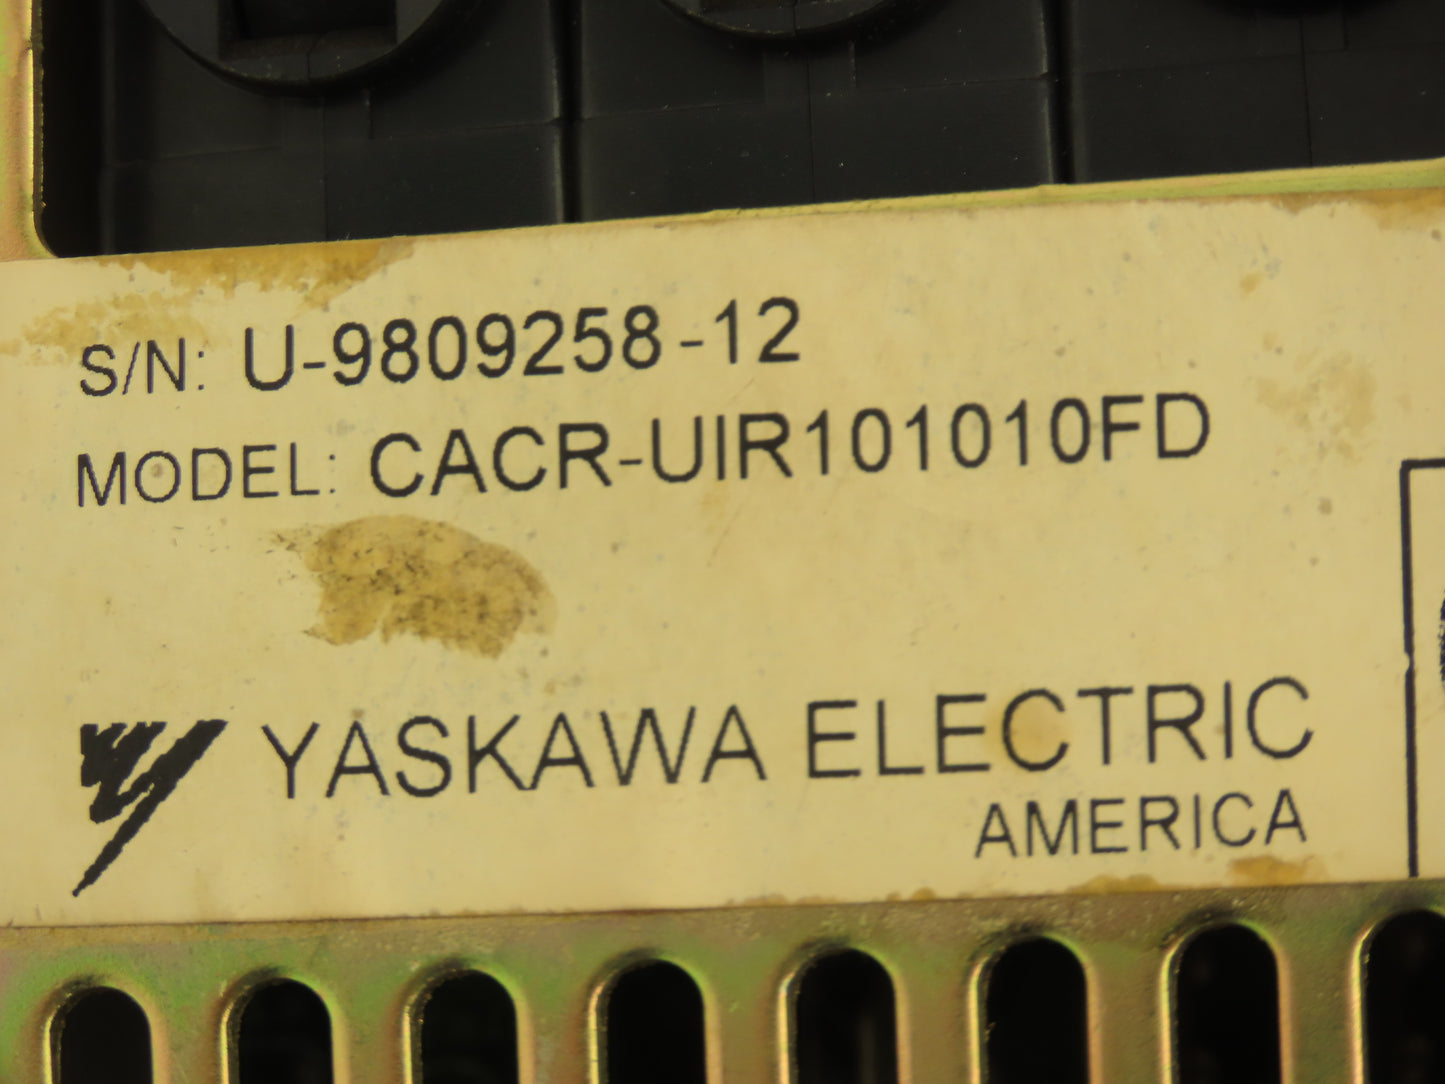 S/N: U-9809258-12
MODEL: CACR-UIR101010FD
YASKAWA ELECTRIC
AMERICA